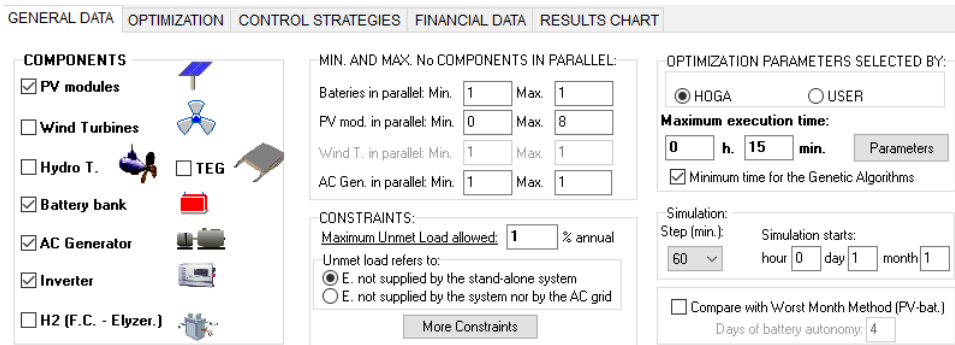 GENERAL DATA OPTIMIZATION CONTROL STRATEGIES FINANCIAL DATA RESULTS CHART
COMPONENTS
PV modules
Wind Turbines
Hydro T. TEG
Battery bank
AC Generator
Inverter
H2 (F.C. - Elyzer.)
MIN. AND MAX. No COMPONENTS IN PARALLEL:
Bateries in parallel: Min. 1 Max. 1
PV mod. in parallel: Min. 0 Max. 8
Wind T. in parallel: Min. 1 Max. 1
AC Gen. in parallel: Min. 1 Max. 1
CONSTRAINTS:
Maximum Unmet Load allowed: 1 % annual
Unmet load refers to:
E. not supplied by the stand-alone system
E. not supplied by the system nor by the AC grid
More Constraints
OPTIMIZATION PARAMETERS SELECTED BY:
HOGA USER
Maximum execution time:
0 h. 15 min. Parameters
Minimum time for the Genetic Algorithms
Simulation:
Step (min.): Simulation starts:
60 hour 0 day 1 month 1
Compare with Worst Month Method (PV-bat.)
Days of battery autonomy: 4